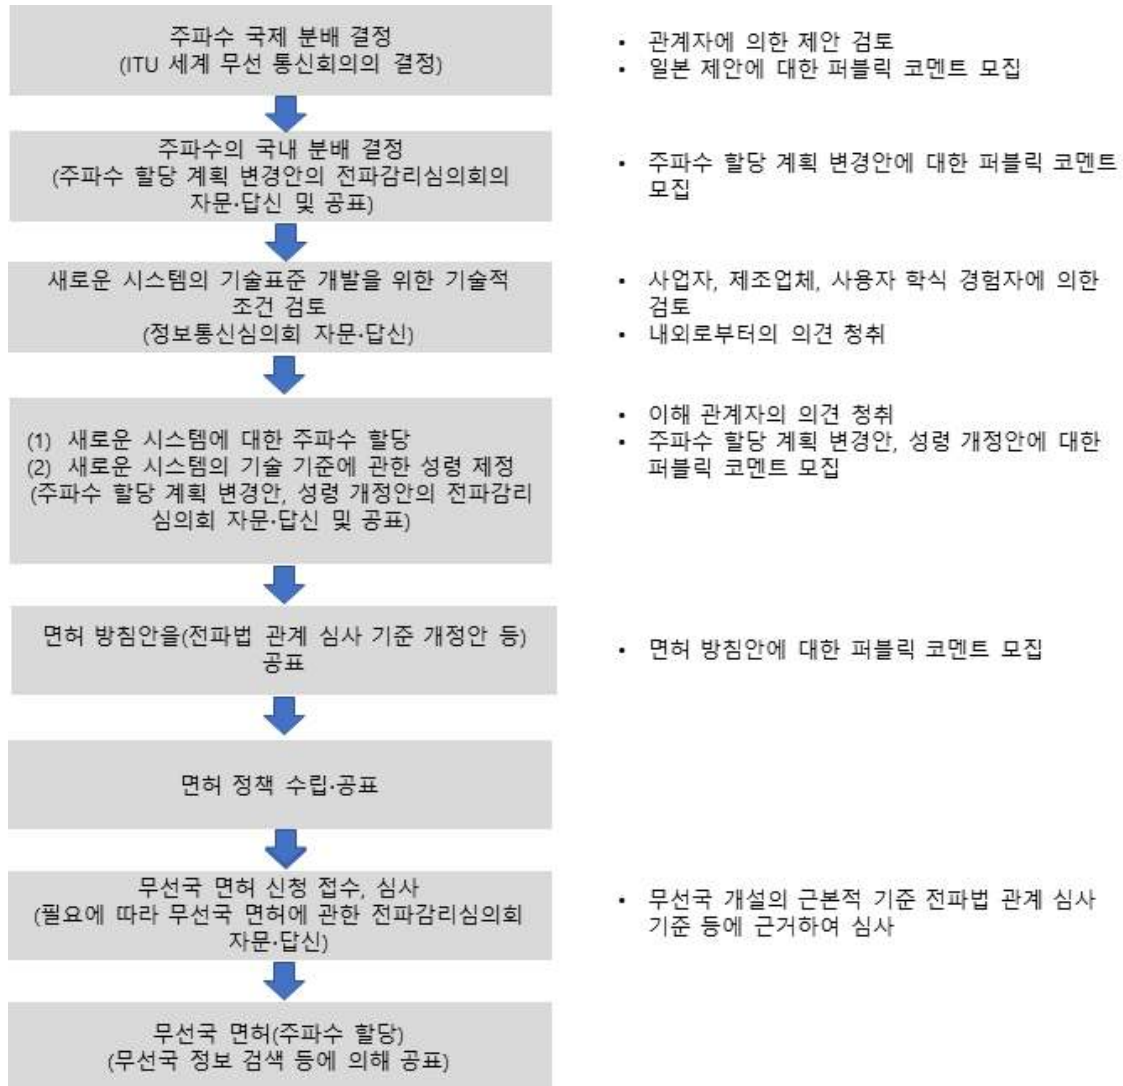 주파수 국제 분배 결정
(ITU 세계 무선 통신회의의 결정)
• 관계자에 의한 제안 검토
• 일본 제안에 대한 퍼블릭 코멘트 모집
주파수의 국내 분배 결정
(주파수 할당 계획 변경안의 전파감리심의회의
자문·답신 및 공표)
• 주파수 할당 계획 변경안에 대한 퍼블릭 코멘트
모집
새로운 시스템의 기술표준 개발을 위한 기술적
조건 검토
(정보통신심의회 자문·답신)
• 사업자, 제조업체, 사용자 학식 경험자에 의한
검토
• 내외로부터의 의견 청취
(1) 새로운 시스템에 대한 주파수 할당
(2) 새로운 시스템의 기술 기준에 관한 성령 제정
(주파수 할당 계획 변경안, 성령 개정안의 전파감리
심의회 자문·답신 및 공표)
• 이해 관계자의 의견 청취
• 주파수 할당 계획 변경안, 성령 개정안에 대한
퍼블릭 코멘트 모집
면허 방침안을(전파법 관계 심사 기준 개정안 등)
공표
• 면허 방침안에 대한 퍼블릭 코멘트 모집
면허 정책 수립·공표
무선국 면허 신청 접수, 심사
(필요에 따라 무선국 면허에 관한 전파감리심의회
자문·답신)
• 무선국 개설의 근본적 기준 전파법 관계 심사
기준 등에 근거하여 심사
무선국 면허(주파수 할당)
(무선국 정보 검색 등에 의해 공표)